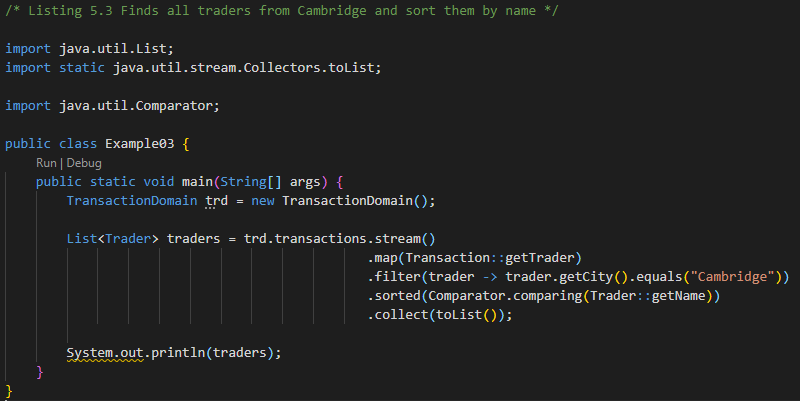 /* Listing 5.3 Finds all traders from Cambridge and sort them by name */
import java.util.List;
import static java.util.stream.Collectors.toList;
import java.util.Comparator;
public class Example03 {
Run | Debug
public static void main(String[] args) {
TransactionDomain trd = new TransactionDomain();
List<Trader> traders = trd.transactions.stream()
.map(Transaction::getTrader)
.filter(trader -> trader.getCity().equals("Cambridge"))
.sorted(Comparator.comparing(Trader::getName))
.collect(toList());
System.out.println(traders);
}
}